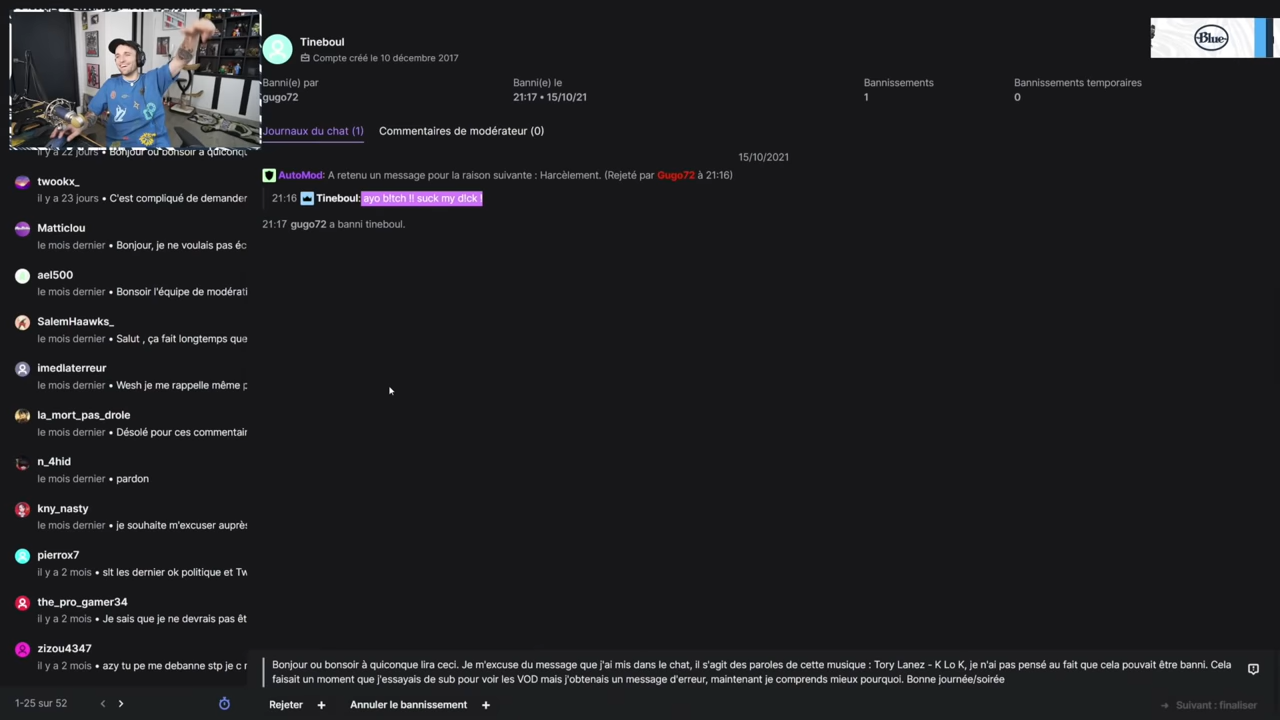 Blue
Tineboul
Compte créé le 10 décembre 2017
Banni(e) par
gugo72
Banni(e) le
21:17 • 15/10/21
Bannissements
1
Bannissements temporaires
0
Journaux du chat (1)
Commentaires de modérateur (0)
15/10/2021
AutoMod: A retenu un message pour la raison suivante : Harcèlement. (Rejeté par Gugo72 à 21:16)
21:16 Tineboul: ayo b!tch !! suck my d!ck !
21:17 gugo72 a banni tineboul.
il y a 22 jours • Bonjour ou bonsoir à quiconq
twookx_
il y a 23 jours • C'est compliqué de demander
Matticlou
le mois dernier • Bonjour, je ne voulais pas éc
ael500
le mois dernier • Bonsoir l'équipe de modérati
SalemHaawks_
le mois dernier • Salut , ça fait longtemps que
imedlaterreur
le mois dernier • Wesh je me rappelle même p
la_mort_pas_drole
le mois dernier • Désolé pour ces commentair
n_4hid
le mois dernier • pardon
kny_nasty
le mois dernier • je souhaite m'excuser auprès
pierrox7
il y a 2 mois • slt les dernier ok politique et Tw
the_pro_gamer34
il y a 2 mois • Je sais que je ne devrais pas êt
zizou4347
il y a 2 mois • azy tu pe me debanne stp je c r
1-25 sur 52
Bonjour ou bonsoir à quiconque lira ceci. Je m'excuse du message que j'ai mis dans le chat, il s'agit des paroles de cette musique : Tory Lanez - K Lo K, je n'ai pas pensé au fait que cela pouvait être banni. Cela
faisait un moment que j'essayais de sub pour voir les VOD mais j'obtenais un message d'erreur, maintenant je comprends mieux pourquoi. Bonne journée/soirée
Rejeter +
Annuler le bannissement +
Suivant : finaliser